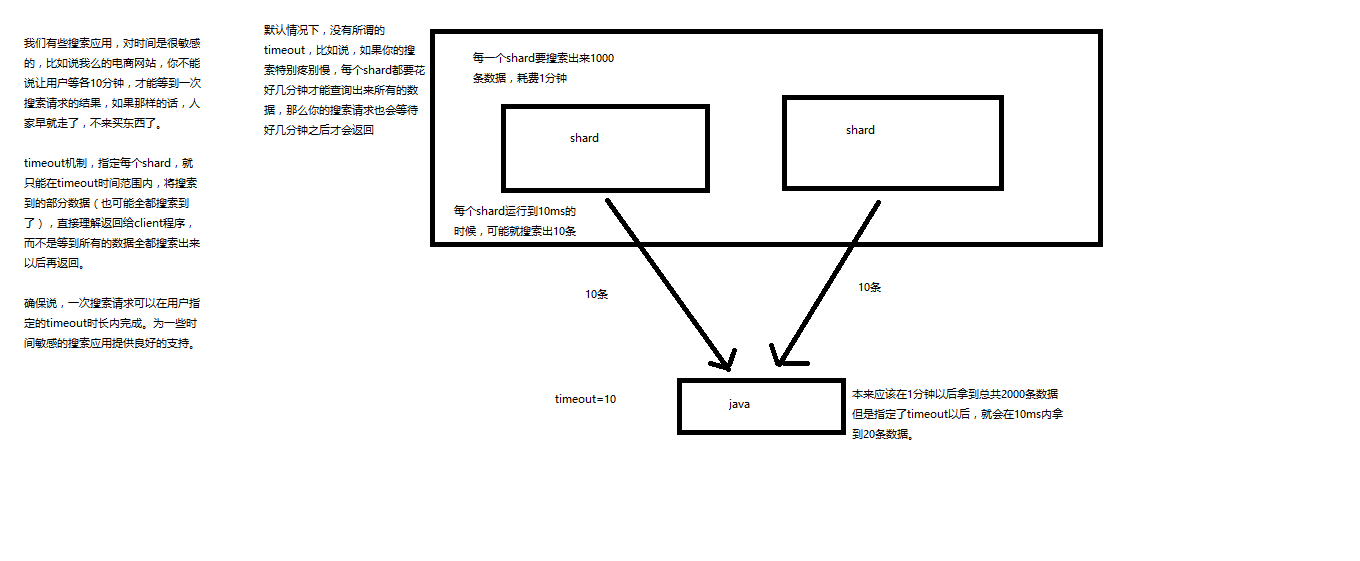 我们有些搜索应用，对时间是很敏感
的，比如说我么的电商网站，你不能
说让用户等各10分钟，才能等到一次
搜索请求的结果，如果那样的话，人
家早就走了，不来买东西了。
timeout机制，指定每个shard，就
只能在timeout时间范围内，将搜索
到的部分数据（也可能全都搜索到
了），直接理解返回给client程序，
而不是等到所有的数据全都搜索出来
以后再返回。
确保说，一次搜索请求可以在用户指
定的timeout时长内完成。为一些时
间敏感的搜索应用提供良好的支持。
默认情况下，没有所谓的
timeout，比如说，如果你的搜
索特别疼别慢，每个shard都要花
好几分钟才能查询出来所有的数
据，那么你的搜索请求也会等待
好几分钟之后才会返回
每一个shard要搜索出来1000
条数据，耗费1分钟
shard
shard
每个shard运行到10ms的
时候，可能就搜索出10条
10条
10条
timeout=10
java
本来应该在1分钟以后拿到总共2000条数据
但是指定了timeout以后，就会在10ms内拿
到20条数据。